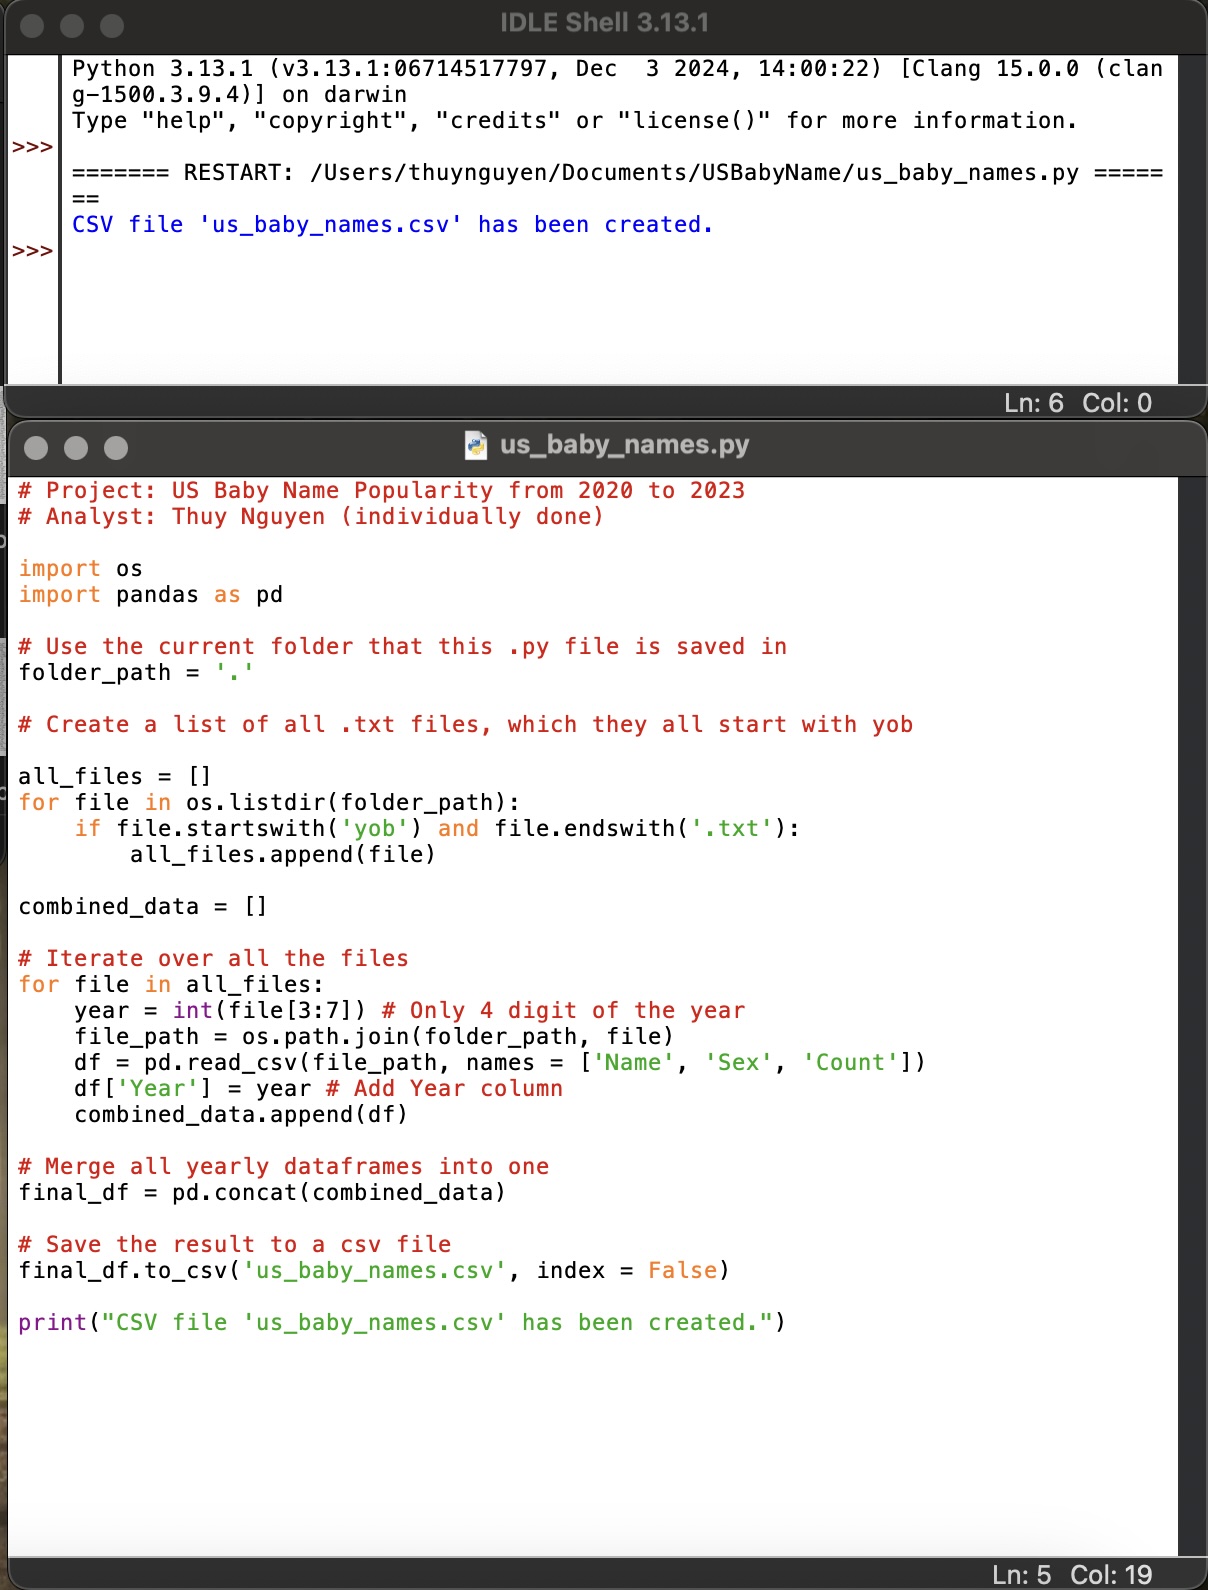 IDLE Shell 3.13.1
Python 3.13.1 (v3.13.1:06714517797, Dec  3 2024, 14:00:22) [Clang 15.0.0 (clan
g-1500.3.9.4)] on darwin
Type "help", "copyright", "credits" or "license()" for more information.
>>>
======= RESTART: /Users/thuynguyen/Documents/USBabyName/us_baby_names.py =====
==
CSV file 'us_baby_names.csv' has been created.
>>>
Ln: 6  Col: 0
us_baby_names.py
# Project: US Baby Name Popularity from 2020 to 2023
# Analyst: Thuy Nguyen (individually done)
import os
import pandas as pd
# Use the current folder that this .py file is saved in
folder_path = '.'
# Create a list of all .txt files, which they all start with yob
all_files = []
for file in os.listdir(folder_path):
    if file.startswith('yob') and file.endswith('.txt'):
        all_files.append(file)
combined_data = []
# Iterate over all the files
for file in all_files:
    year = int(file[3:7]) # Only 4 digit of the year
    file_path = os.path.join(folder_path, file)
    df = pd.read_csv(file_path, names = ['Name', 'Sex', 'Count'])
    df['Year'] = year # Add Year column
    combined_data.append(df)
# Merge all yearly dataframes into one
final_df = pd.concat(combined_data)
# Save the result to a csv file
final_df.to_csv('us_baby_names.csv', index = False)
print("CSV file 'us_baby_names.csv' has been created.")
Ln: 5  Col: 19